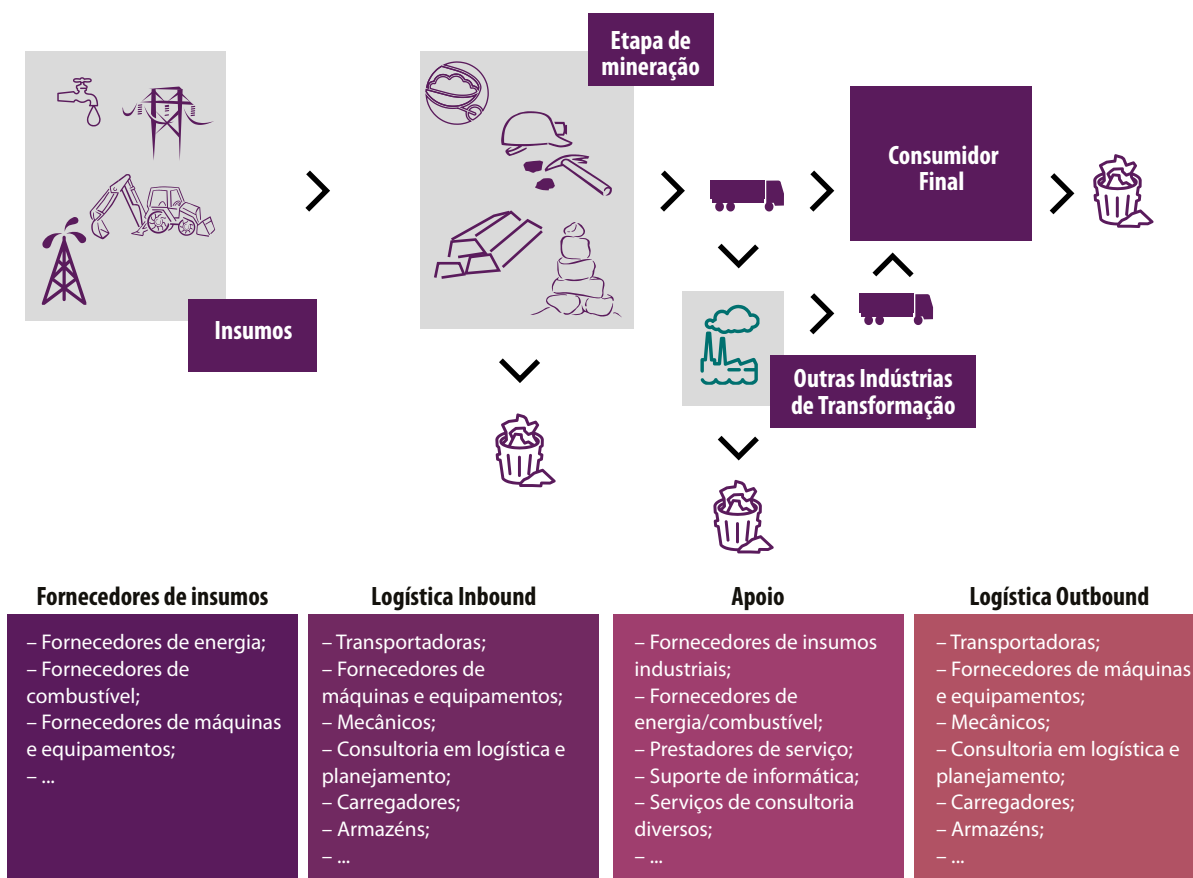 Etapa de
mineração
Consumidor
Final
Insumos
Outras Indústrias
de Transformação
Fornecedores de insumos
– Fornecedores de energia;
– Fornecedores de
combustível;
– Fornecedores de máquinas
e equipamentos;
– ...
Logística Inbound
– Transportadoras;
– Fornecedores de
máquinas e equipamentos;
– Mecânicos;
– Consultoria em logística e
planejamento;
– Carregadores;
– Armazéns;
– ...
Apoio
– Fornecedores de insumos
industriais;
– Fornecedores de
energia/combustível;
– Prestadores de serviço;
– Suporte de informática;
– Serviços de consultoria
diversos;
– ...
Logística Outbound
– Transportadoras;
– Fornecedores de máquinas
e equipamentos;
– Mecânicos;
– Consultoria em logística e
planejamento;
– Carregadores;
– Armazéns;
– ...